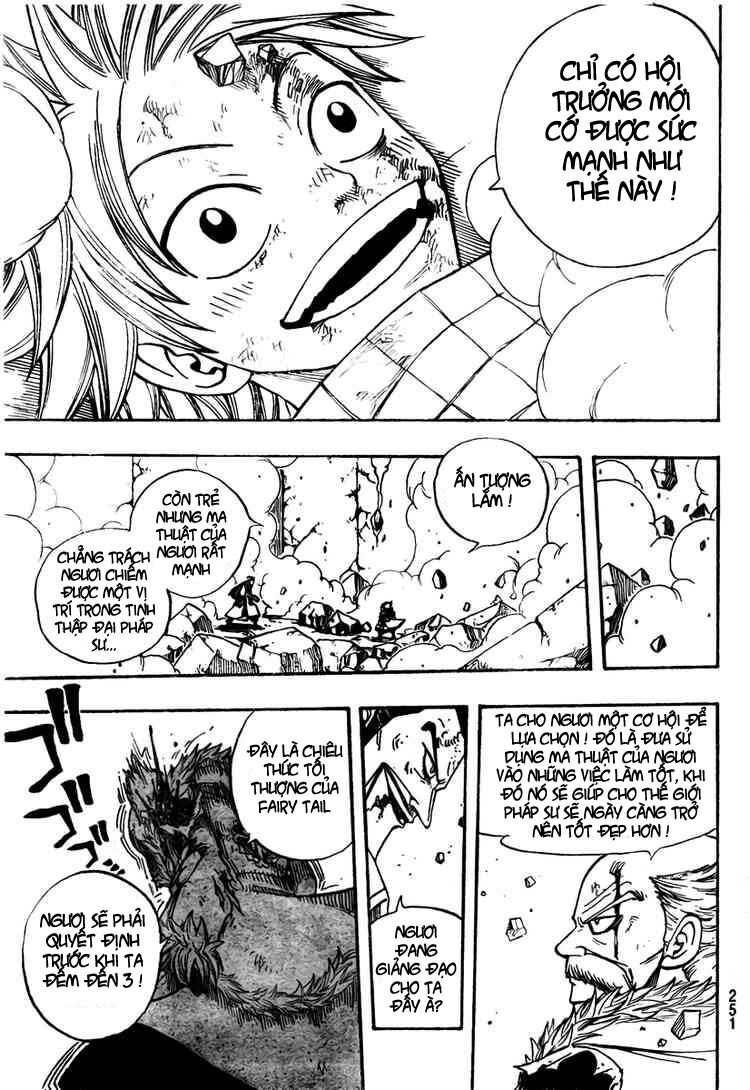 CHỈ CÓ HỘI
TRƯỞNG MỚI
CỚ ĐƯỢC SỨC
MẠNH NHƯ
THẾ NÀY !
ẤN TƯỢNG
LẮM !
CÒN TRẺ
NHƯNG MA
THUẬT CỦA
NGƯƠI RẤT
MẠNH
CHẲNG TRÁCH
NGƯƠI CHIẾM
ĐƯỢC MỘT VỊ
TRÍ TRONG TINH
THẬP ĐẠI PHÁP
SƯ...
TA CHO NGƯƠI MỘT CƠ HỘI ĐỂ
LỰA CHỌN ! ĐÓ LÀ ĐƯA SỬ
DỤNG MA THUẬT CỦA NGƯƠI
VÀO NHỮNG VIỆC LÀM TỐT, KHI
ĐÓ NÓ SẼ GIÚP CHO THẾ GIỚI
PHÁP SƯ SẼ NGÀY CÀNG TRỞ
NÊN TỐT ĐẸP HƠN !
NGƯƠI
ĐANG
GIẢNG ĐẠO
CHO TA
ĐẤY À?
ĐÂY LÀ CHIÊU
THỨC TỐI
THƯỢNG CỦA
FAIRY TAIL
NGƯƠI SẼ PHẢI
QUYẾT ĐỊNH
TRƯỚC KHI TA
ĐẾM ĐẾN 3 !
251